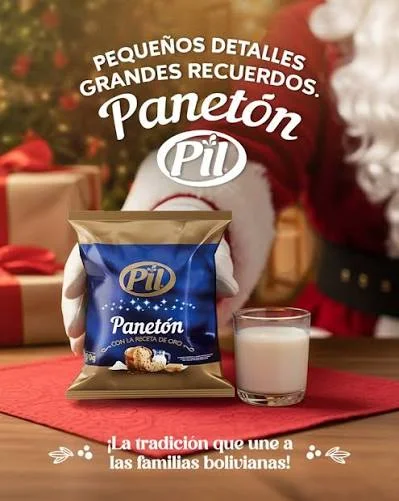 PEQUEÑOS DETALLES
GRANDES RECUERDOS.
Panetón
Pil
Pil
Panetón
CON LA RECETA DE ORO
¡La tradición que une a
las familias bolivianas!